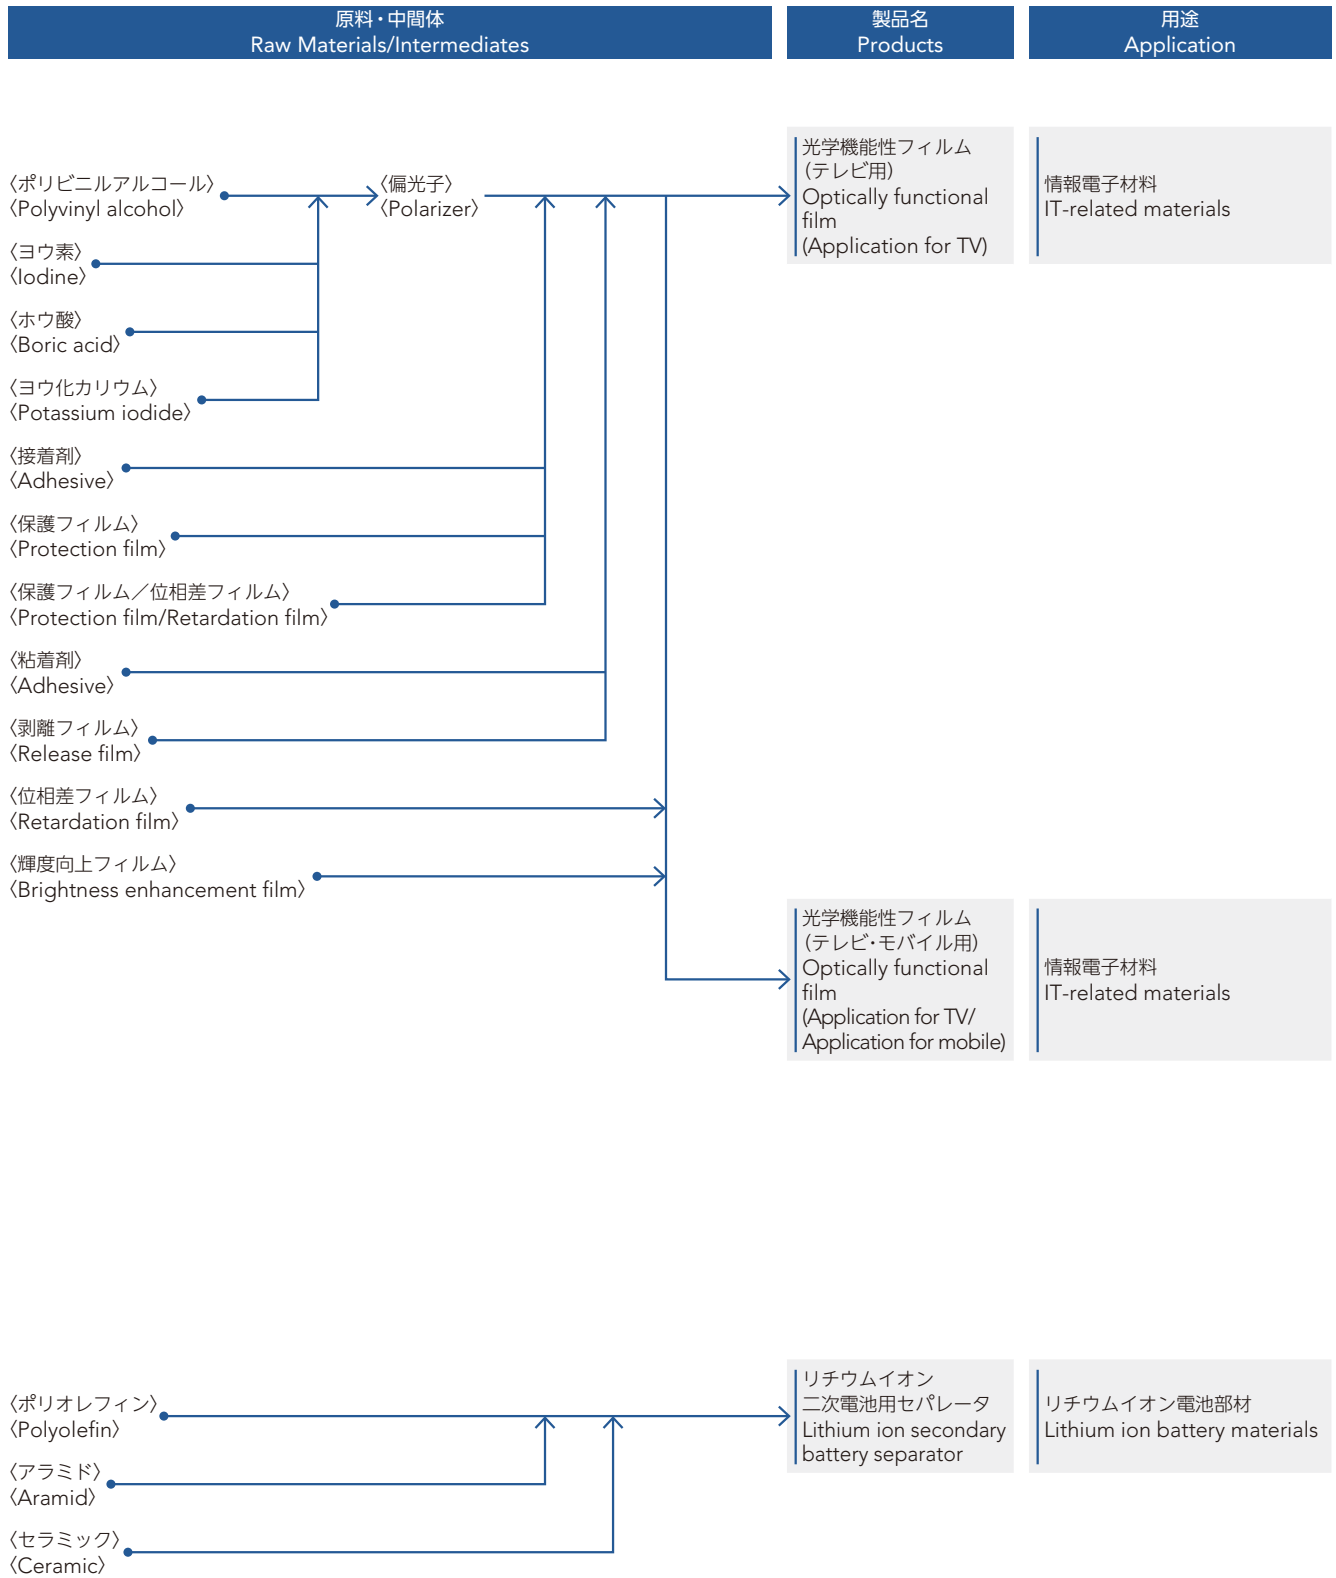 原料・中間体
Raw Materials/Intermediates
製品名
Products
用途
Application
〈ポリビニルアルコール〉
〈Polyvinyl alcohol〉
〈偏光子〉
〈Polarizer〉
光学機能性フィルム
(テレビ用)
Optically functional
film
(Application for TV)
情報電子材料
IT-related materials
〈ヨウ素〉
〈Iodine〉
〈ホウ酸〉
〈Boric acid〉
〈ヨウ化カリウム〉
〈Potassium iodide〉
〈接着剤〉
〈Adhesive〉
〈保護フィルム〉
〈Protection film〉
〈保護フィルム／位相差フィルム〉
〈Protection film/Retardation film〉
〈粘着剤〉
〈Adhesive〉
〈剥離フィルム〉
〈Release film〉
〈位相差フィルム〉
〈Retardation film〉
〈輝度向上フィルム〉
〈Brightness enhancement film〉
光学機能性フィルム
(テレビ・モバイル用)
Optically functional
film
(Application for TV/
Application for mobile)
情報電子材料
IT-related materials
〈ポリオレフィン〉
〈Polyolefin〉
リチウムイオン
二次電池用セパレータ
Lithium ion secondary
battery separator
リチウムイオン電池部材
Lithium ion battery materials
〈アラミド〉
〈Aramid〉
〈セラミック〉
〈Ceramic〉